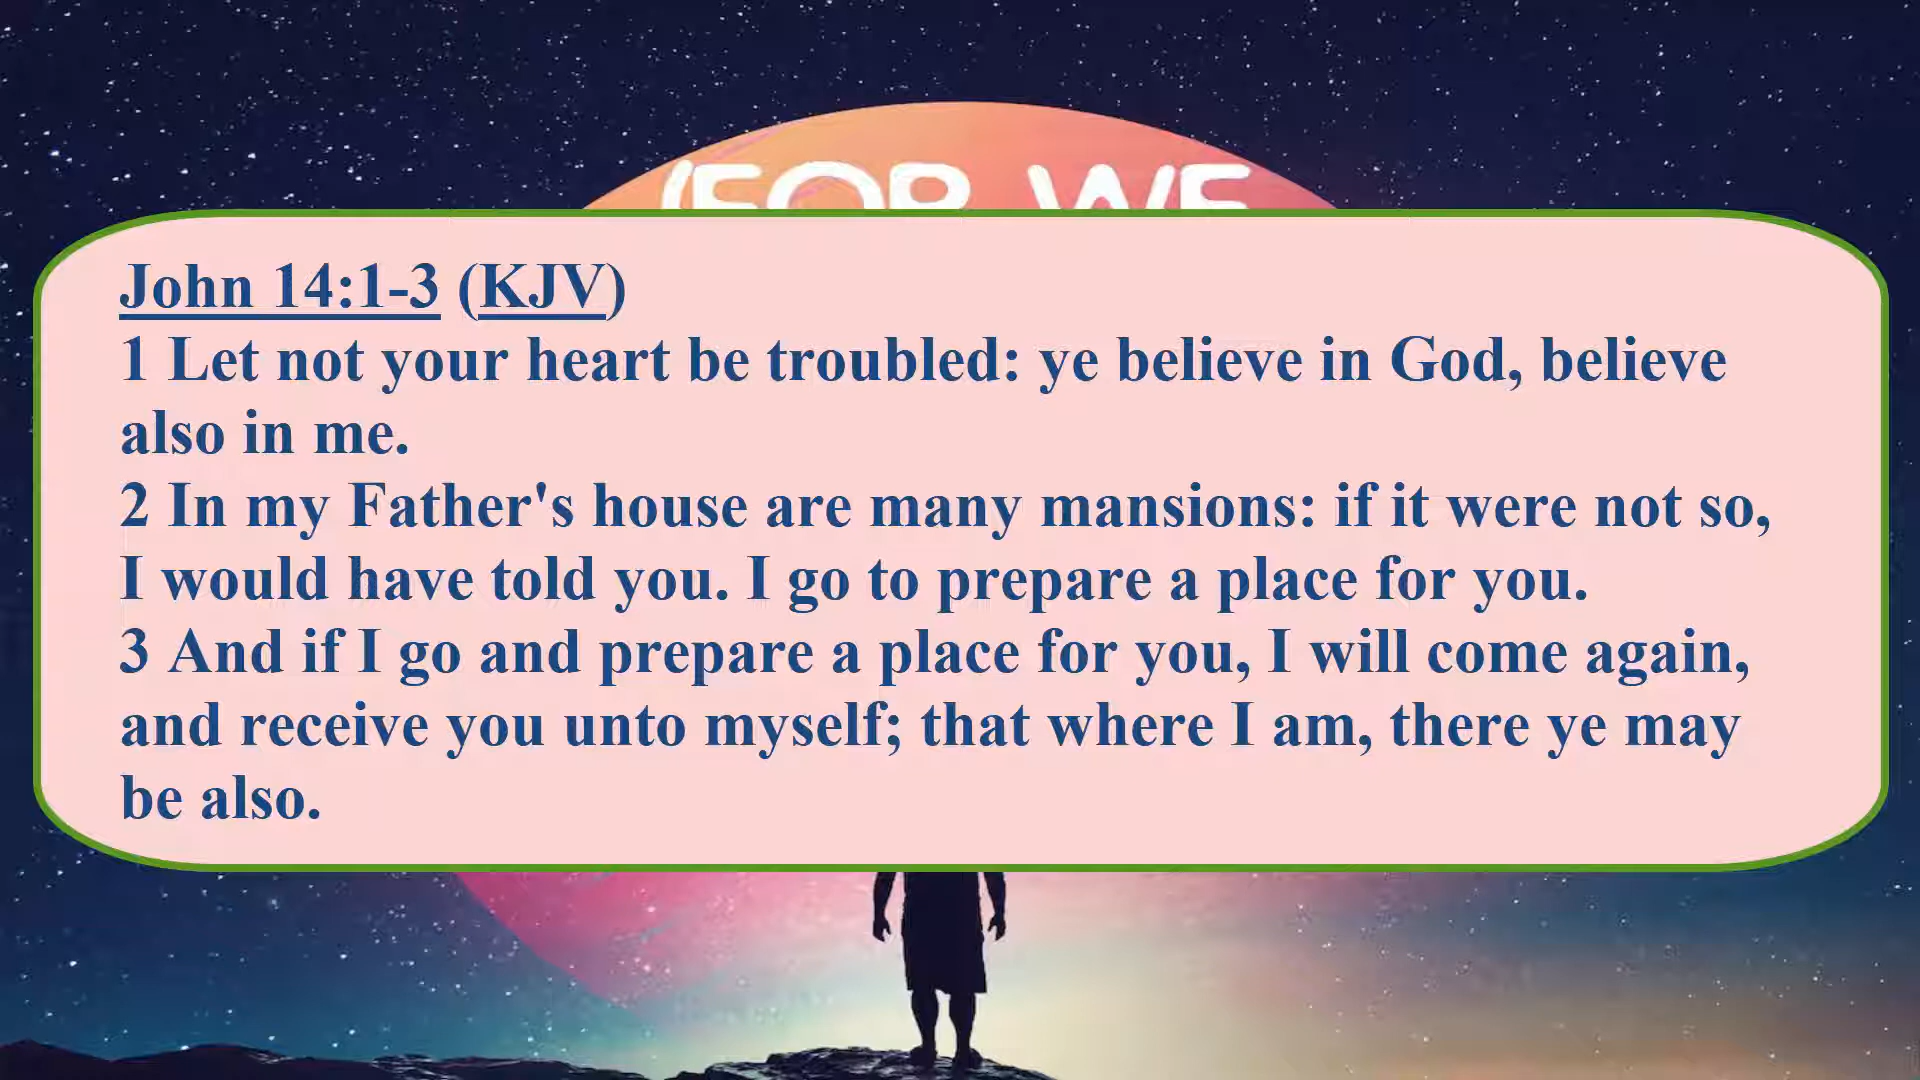 (FOR WE
John 14:1-3 (KJV)
1 Let not your heart be troubled: ye believe in God, believe
also in me.
2 In my Father's house are many mansions: if it were not so,
I would have told you. I go to prepare a place for you.
3 And if I go and prepare a place for you, I will come again,
and receive you unto myself; that where I am, there ye may
be also.